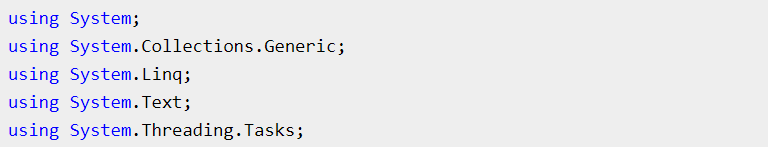 using System;
using System.Collections.Generic;
using System.Linq;
using System.Text;
using System.Threading.Tasks;